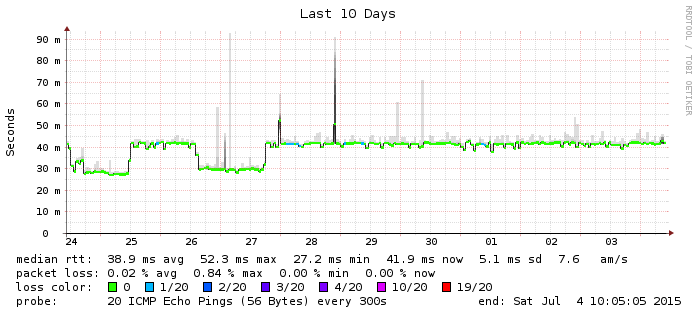 Last 10 Days
RRDTOOL / TOBI OETIKER
Seconds
90 m
80 m
70 m
60 m
50 m
40 m
30 m
20 m
10 m
0
24 25 26 27 28 29 30 01 02 03
median rtt: 38.9 ms avg 52.3 ms max 27.2 ms min 41.9 ms now 5.1 ms sd 7.6 am/s
packet loss: 0.02 % avg 0.84 % max 0.00 % min 0.00 % now
loss color: 0 1/20 2/20 3/20 4/20 10/20 19/20
probe: 20 ICMP Echo Pings (56 Bytes) every 300s end: Sat Jul 4 10:05:05 2015